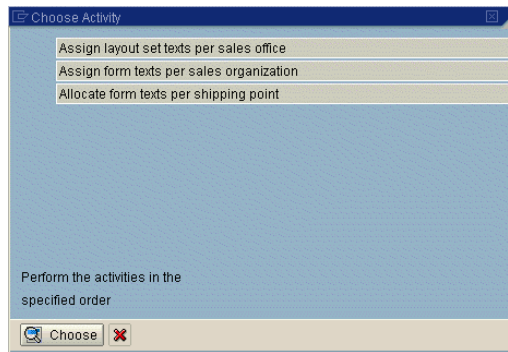 Choose Activity
Assign layout set texts per sales office
Assign form texts per sales organization
Allocate form texts per shipping point
Perform the activities in the
specified order
Choose